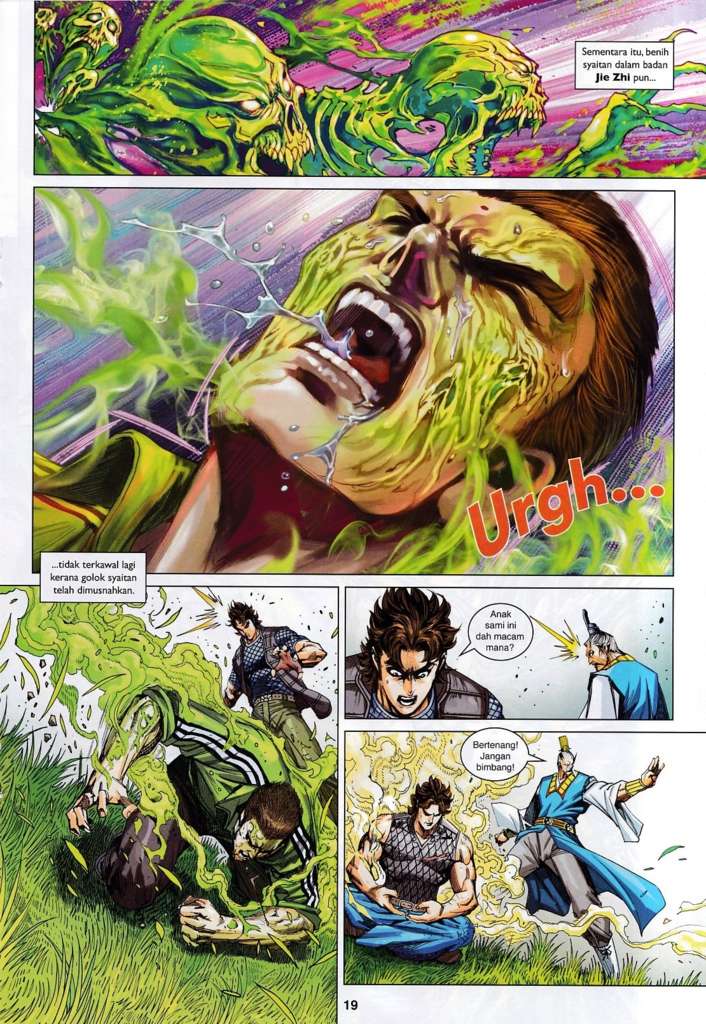 Sementara itu, benih
syaitan dalam badan
Jie Zhi pun...
Urgh...
...tidak terkawal lagi
kerana golok syaitan
telah dimusnahkan.
Anak
sami ini
dah macam
mana?
Bertenang!
Jangan
bimbang!
19